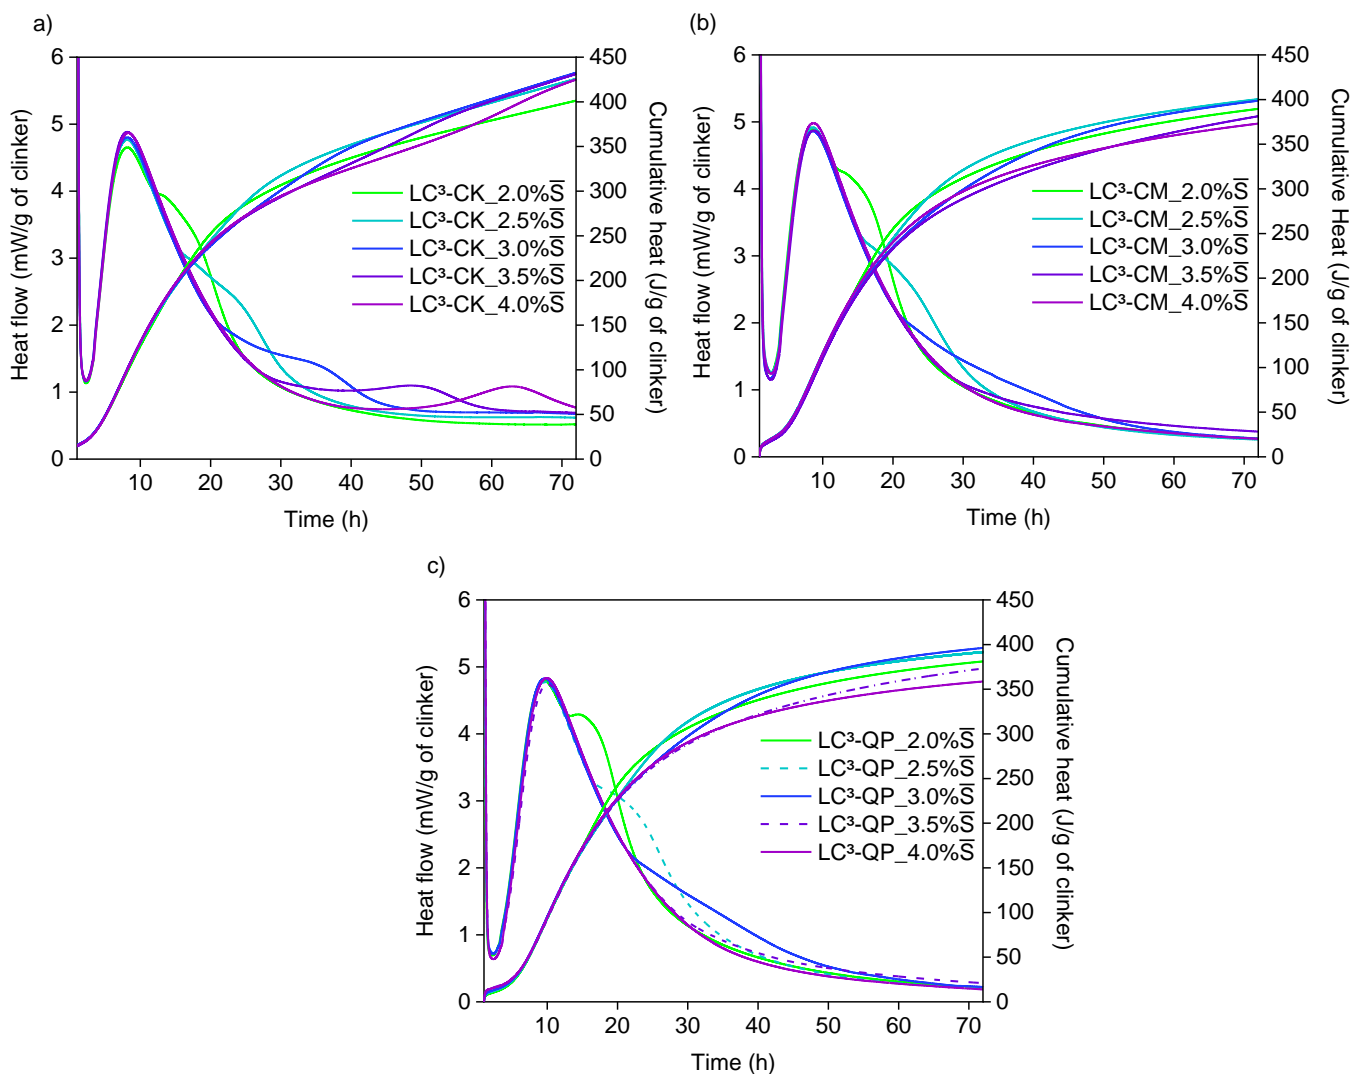 a)
Heat flow (mW/g of clinker)
6
5
4
3
2
1
0
450
400
350
300
250
200
150
100
50
0
Cumulative heat (J/g of clinker)
LC³-CK_2.0%S̅
LC³-CK_2.5%S̅
LC³-CK_3.0%S̅
LC³-CK_3.5%S̅
LC³-CK_4.0%S̅
10 20 30 40 50 60 70
Time (h)
(b)
Heat flow (mW/g of clinker)
6
5
4
3
2
1
0
450
400
350
300
250
200
150
100
50
0
Cumulative Heat (J/g of clinker)
LC³-CM_2.0%S̅
LC³-CM_2.5%S̅
LC³-CM_3.0%S̅
LC³-CM_3.5%S̅
LC³-CM_4.0%S̅
10 20 30 40 50 60 70
Time (h)
c)
Heat flow (mW/g of clinker)
6
5
4
3
2
1
0
450
400
350
300
250
200
150
100
50
0
Cumulative heat (J/g of clinker)
LC³-QP_2.0%S̅
LC³-QP_2.5%S̅
LC³-QP_3.0%S̅
LC³-QP_3.5%S̅
LC³-QP_4.0%S̅
10 20 30 40 50 60 70
Time (h)